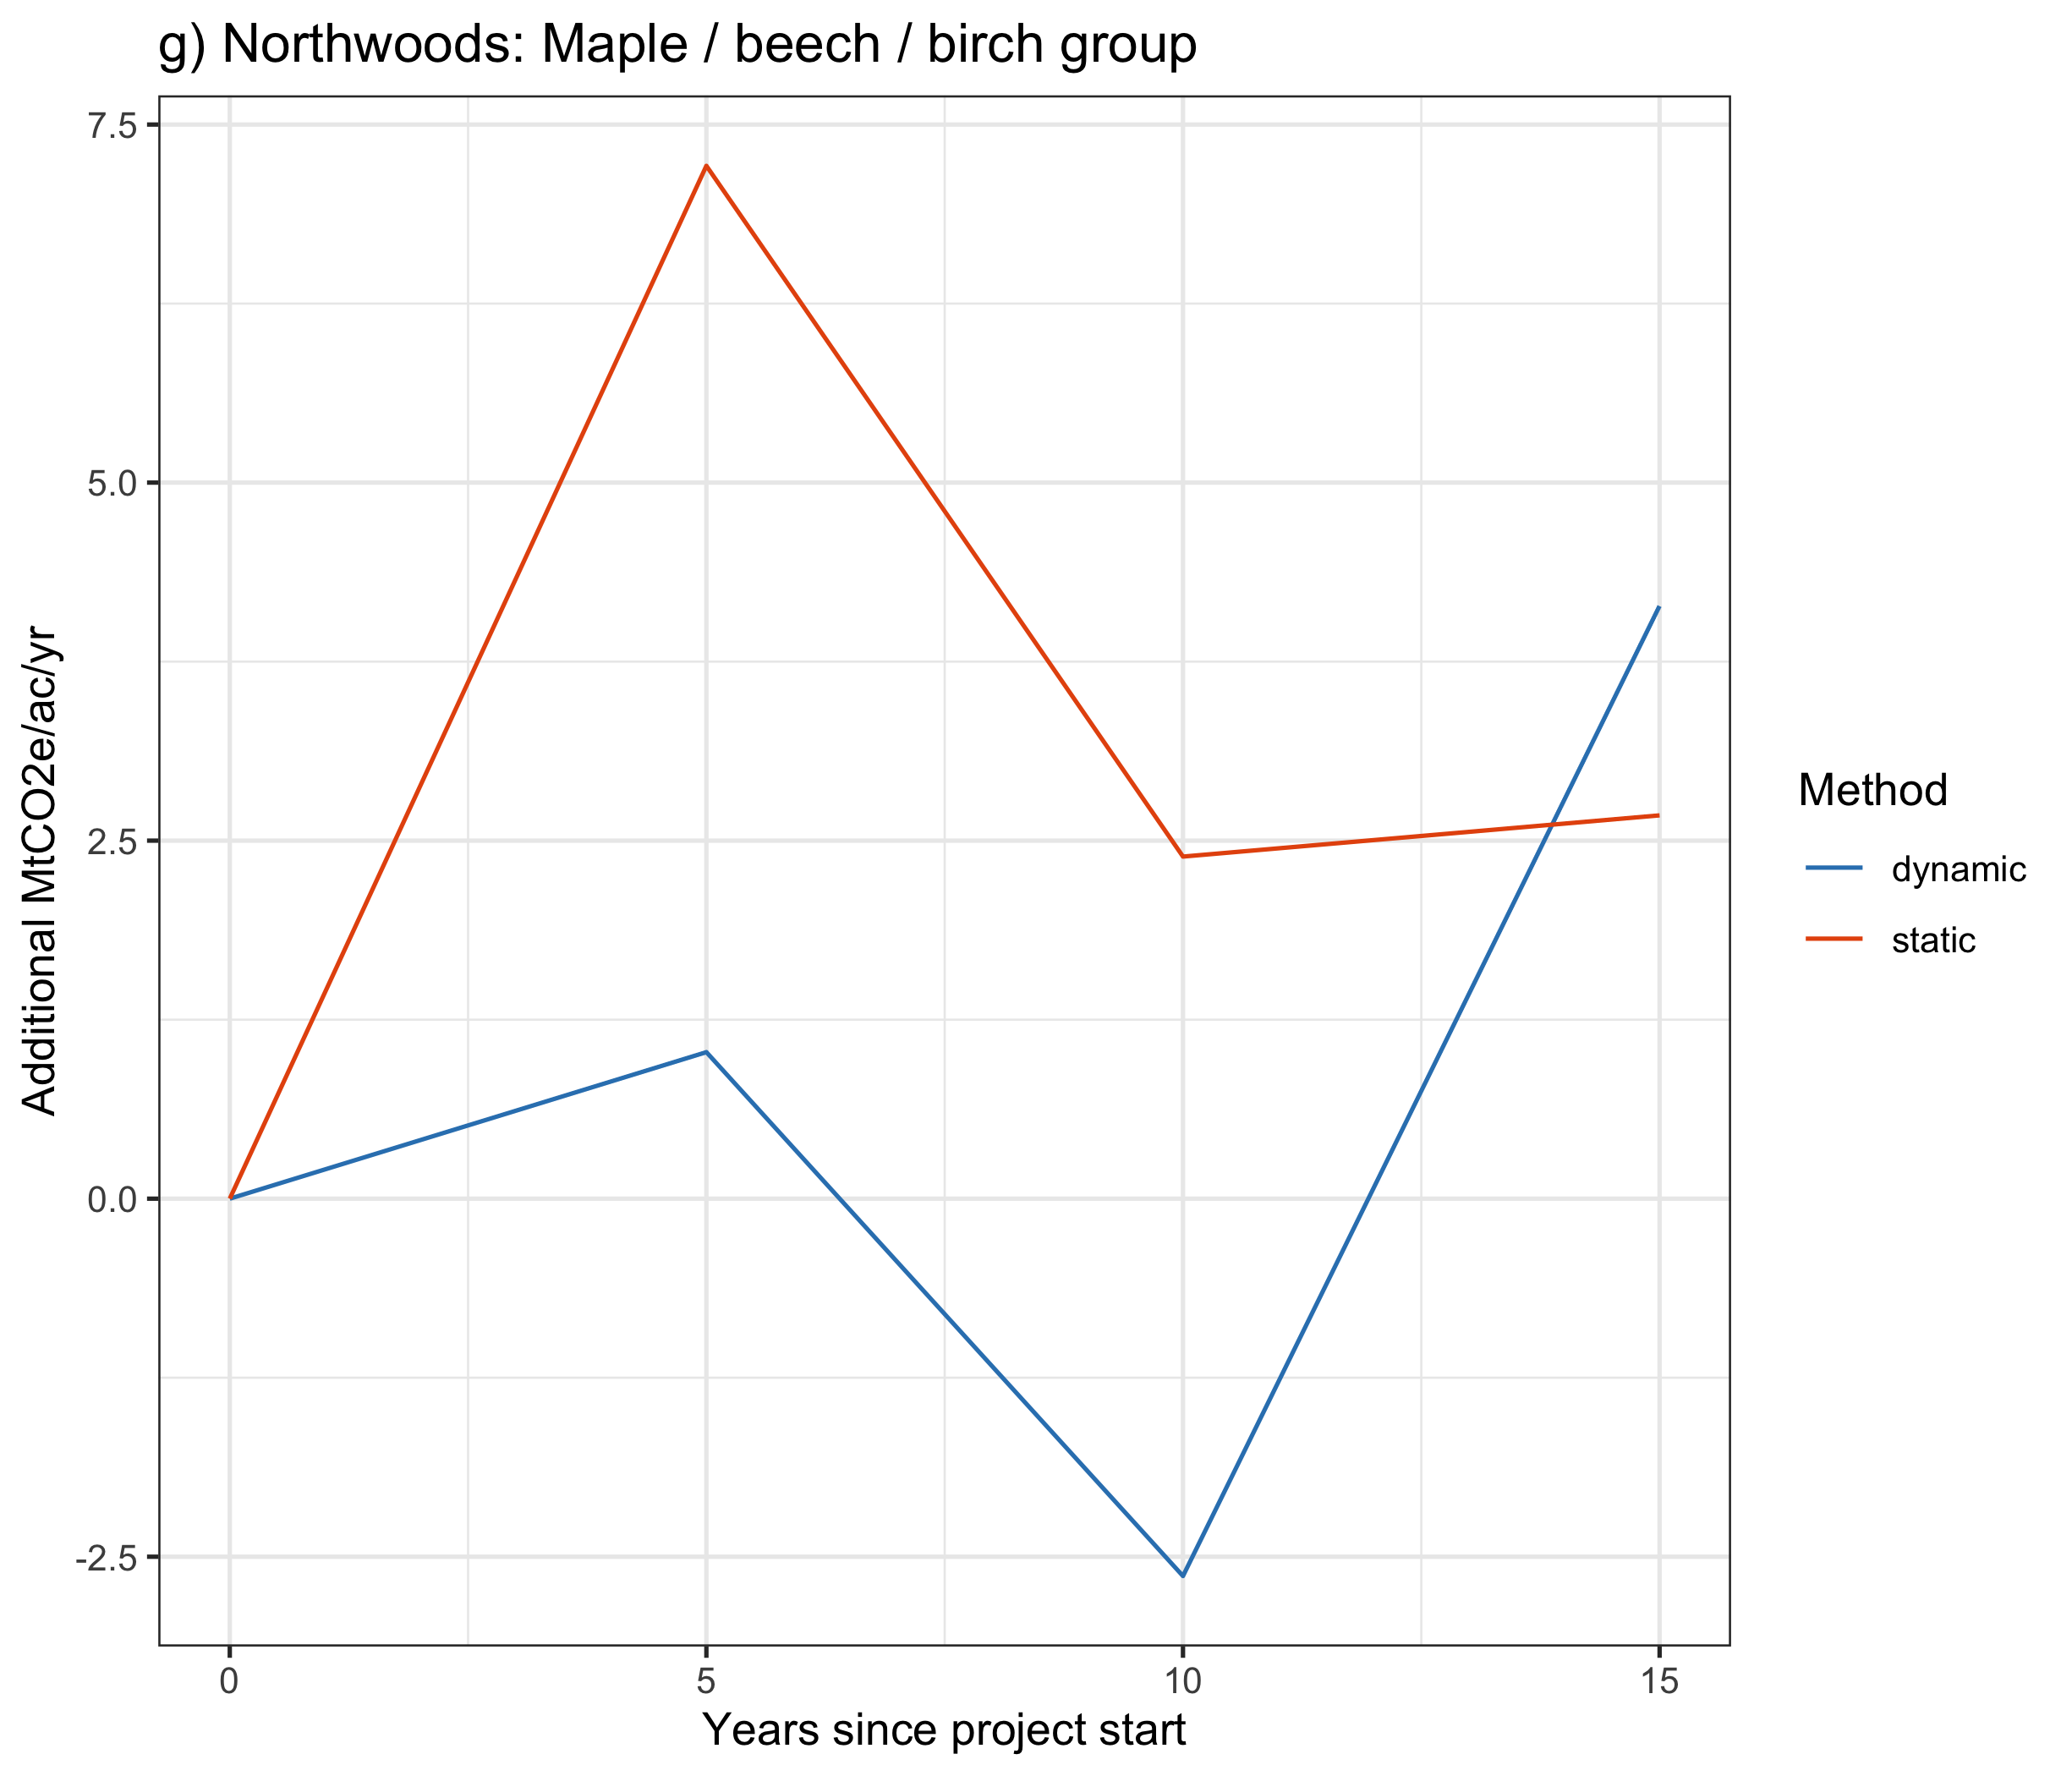 g) Northwoods: Maple / beech / birch group
7.5
5.0
2.5
0.0
-2.5
Additional MtCO2e/ac/yr
0 5 10 15
Years since project start
Method
dynamic
static